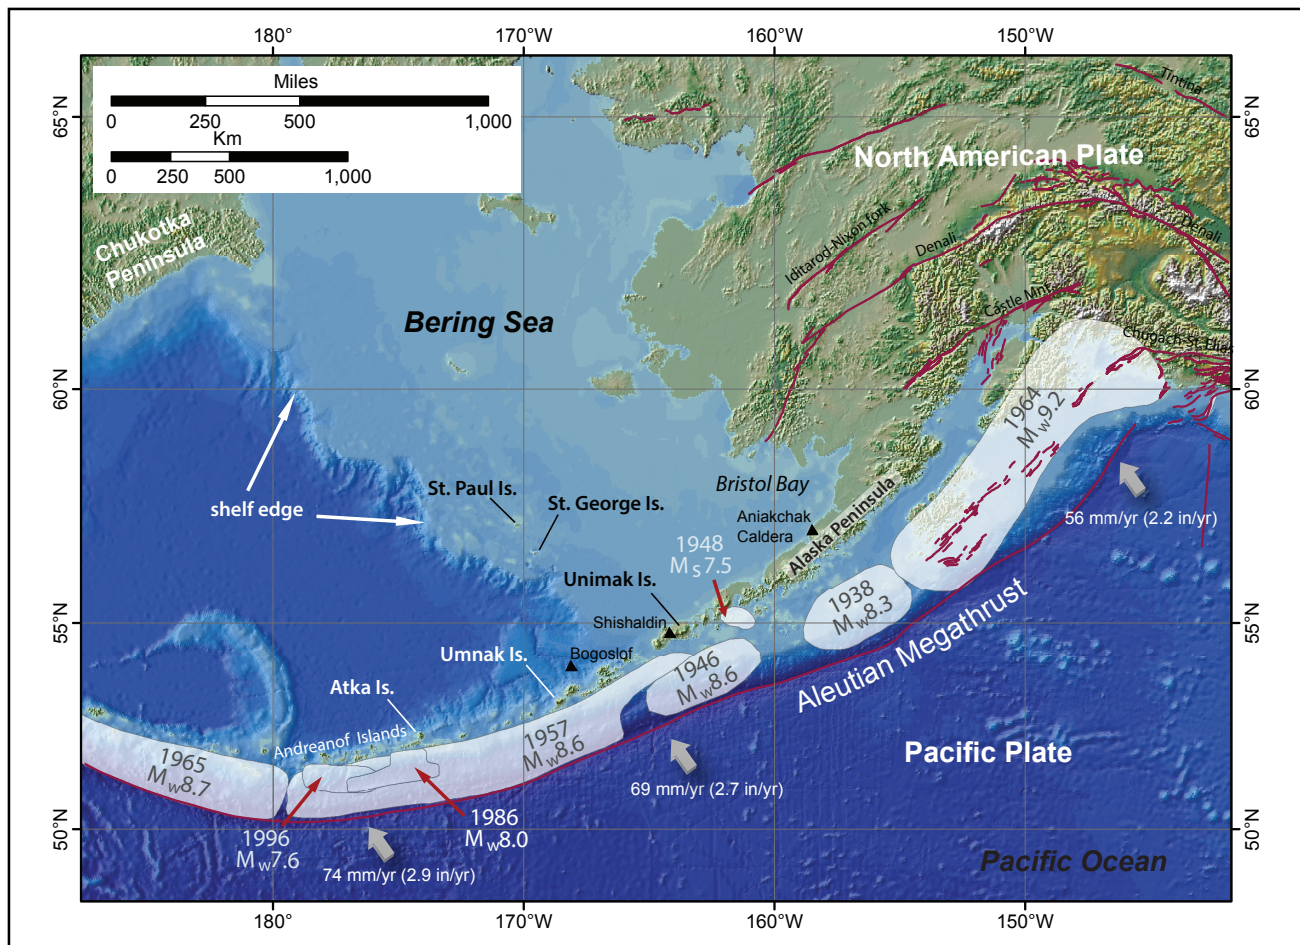 180°
170°W
160°W
150°W
Miles
0 250 500 1,000
Km
0 250 500 1,000
65°N
65°N
Tintina
North American Plate
Chukotka
Peninsula
Iditarod-Nixon fork
Denali
Denali
Bering Sea
Castle Mnt
Chugach-St. Elias
60°N
60°N
1964
Mw9.2
shelf edge
St. Paul Is.
St. George Is.
Bristol Bay
Aniakchak
Caldera
Alaska Peninsula
56 mm/yr (2.2 in/yr)
1948
Ms7.5
Unimak Is.
Shishaldin
1938
Mw8.3
55°N
55°N
Umnak Is.
Bogoslof
1946
Mw8.6
Aleutian Megathrust
Atka Is.
Andreanof Islands
1957
Mw8.6
Pacific Plate
1965
Mw8.7
69 mm/yr (2.7 in/yr)
50°N
50°N
1996
Mw7.6
1986
Mw8.0
74 mm/yr (2.9 in/yr)
Pacific Ocean
180°
170°W
160°W
150°W